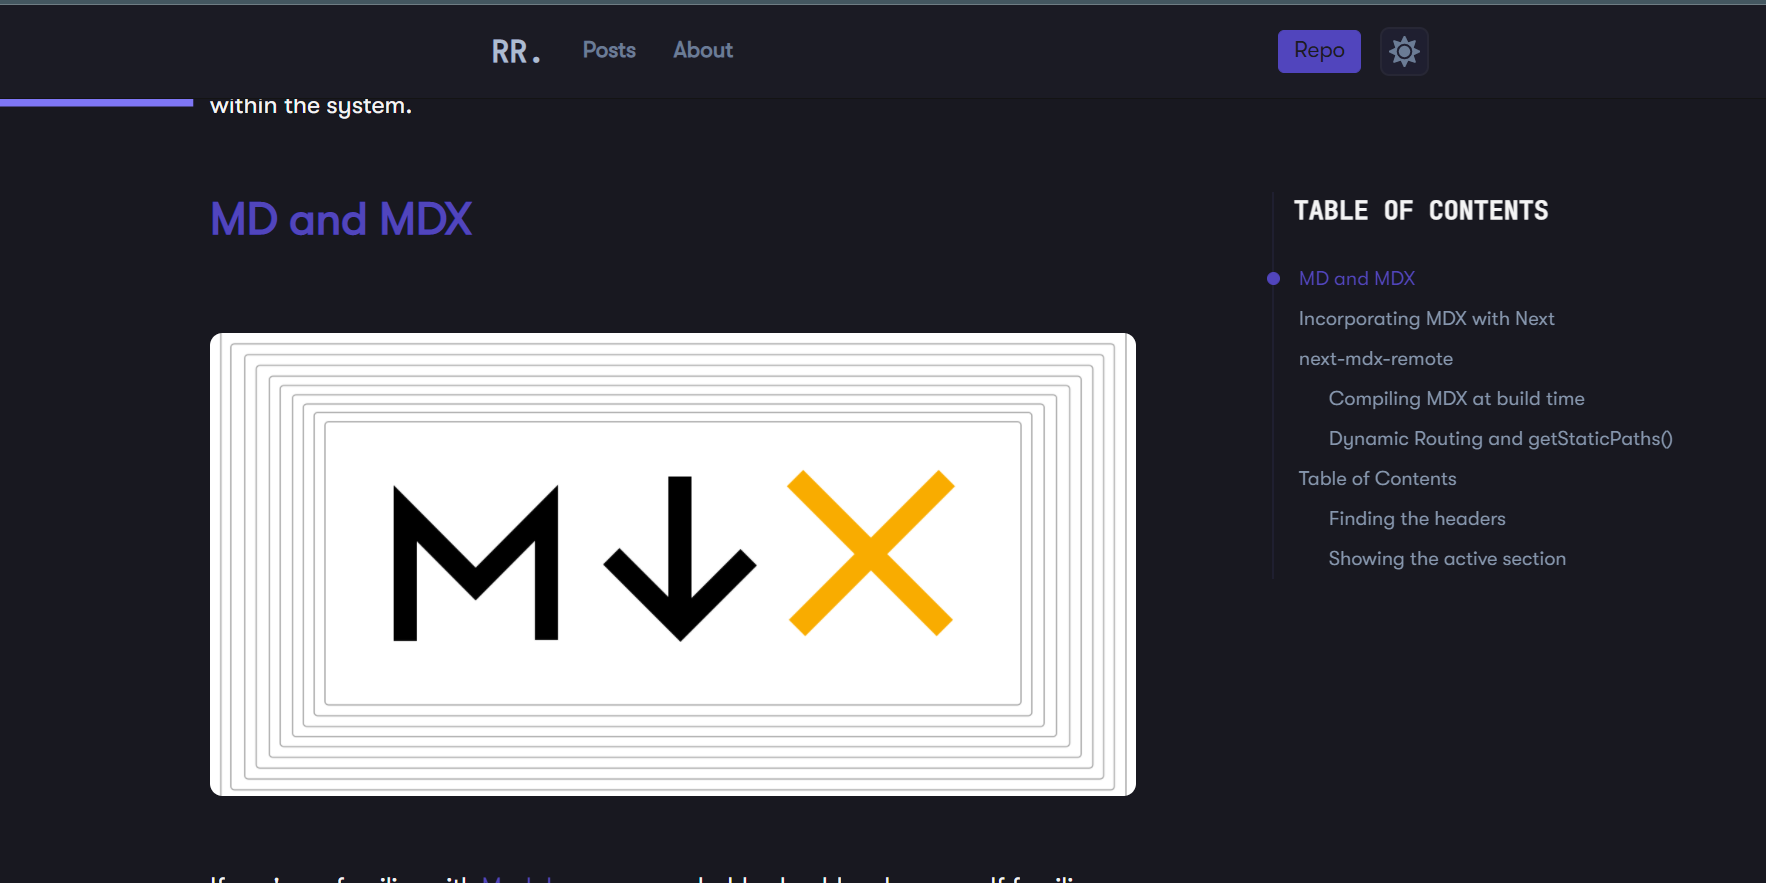 RR.
Posts
About
Repo
within the system.
MD and MDX
TABLE OF CONTENTS
MD and MDX
Incorporating MDX with Next
next-mdx-remote
Compiling MDX at build time
Dynamic Routing and getStaticPaths()
Table of Contents
Finding the headers
Showing the active section